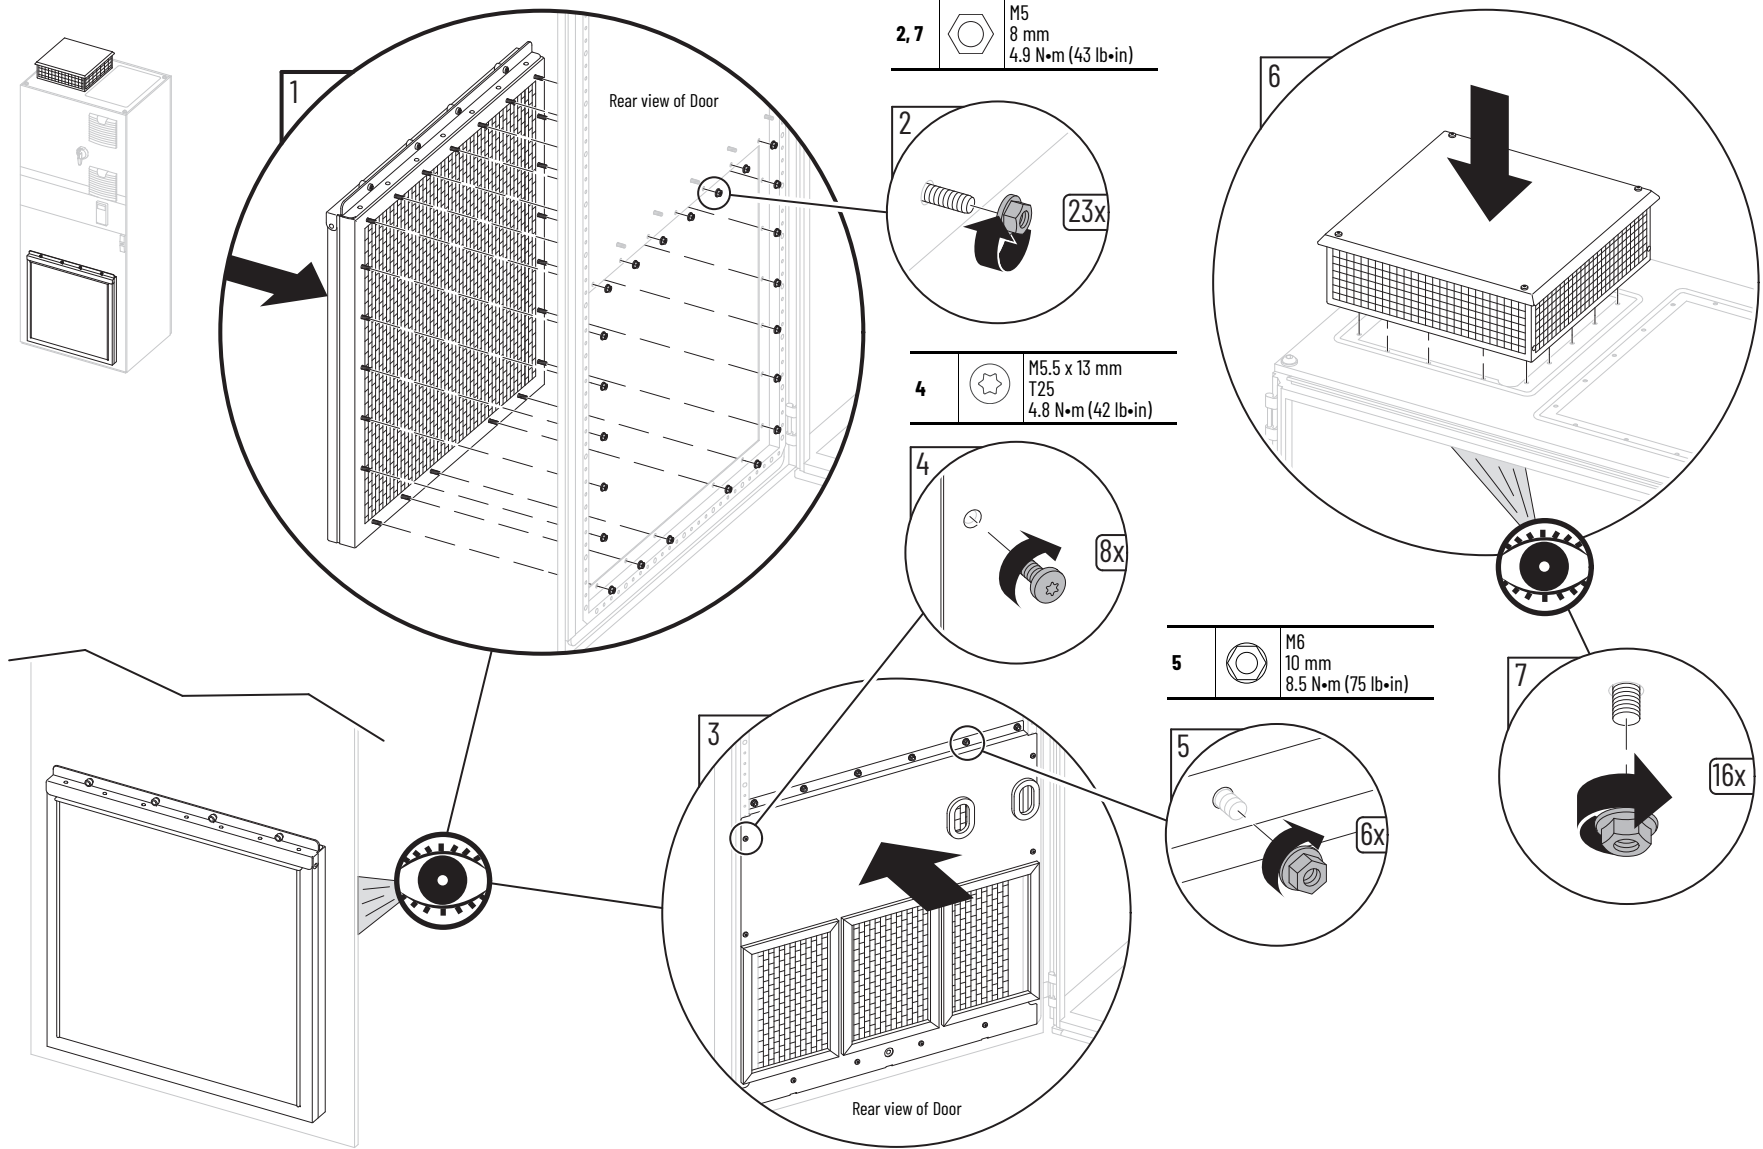 1
Rear view of Door
2, 7
M5
8 mm
4.9 N•m (43 lb•in)
2
23x
4
M5.5 x 13 mm
T25
4.8 N•m (42 lb•in)
4
8x
6
5
M6
10 mm
8.5 N•m (75 lb•in)
3
Rear view of Door
5
6x
7
16x